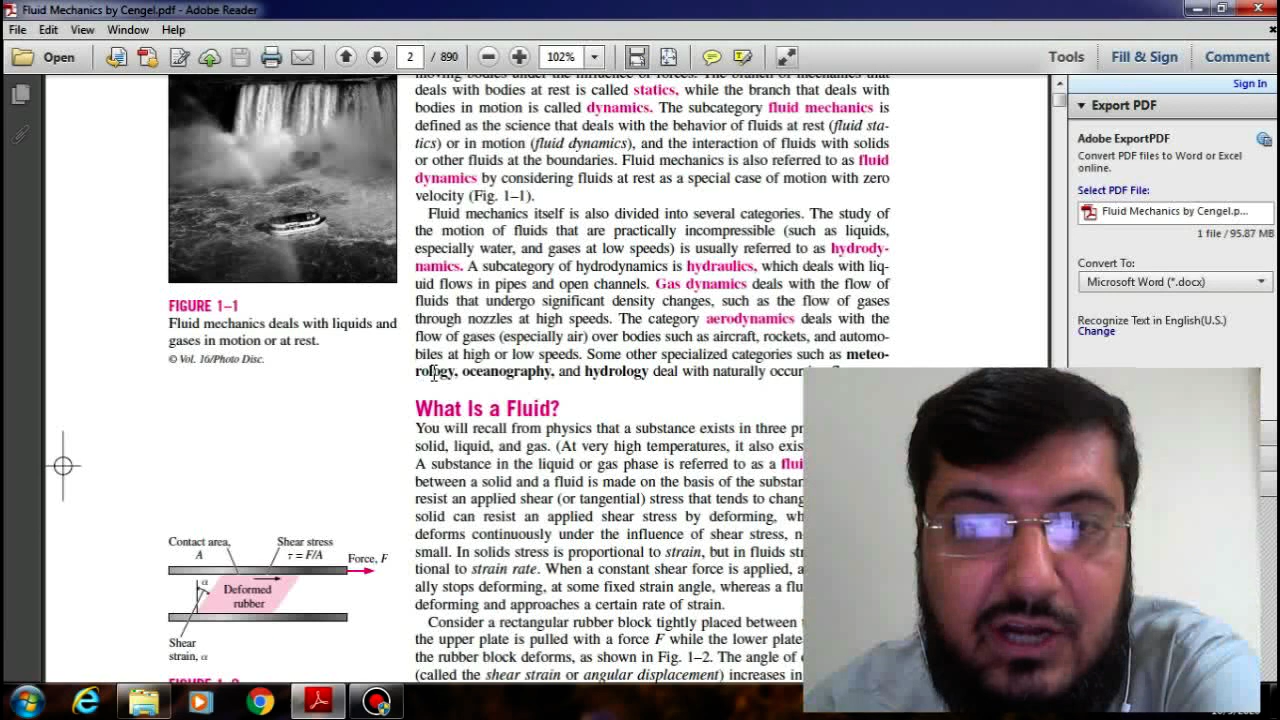 Fluid Mechanics by Cengel.pdf - Adobe Reader
File Edit View Window Help
Open
2 / 890
102%
Tools Fill & Sign Comment
Sign In
Export PDF
Adobe ExportPDF
Convert PDF files to Word or Excel
online.
Select PDF File:
Fluid Mechanics by Cengel.p...
1 file / 95.87 MB
Convert To:
Microsoft Word (*.docx)
Recognize Text in English(U.S.)
Change
moving bodies under the influence of forces. The branch of mechanics that
deals with bodies at rest is called statics, while the branch that deals with
bodies in motion is called dynamics. The subcategory fluid mechanics is
defined as the science that deals with the behavior of fluids at rest (fluid sta-
tics) or in motion (fluid dynamics), and the interaction of fluids with solids
or other fluids at the boundaries. Fluid mechanics is also referred to as fluid
dynamics by considering fluids at rest as a special case of motion with zero
velocity (Fig. 1–1).
Fluid mechanics itself is also divided into several categories. The study of
the motion of fluids that are practically incompressible (such as liquids,
especially water, and gases at low speeds) is usually referred to as hydrody-
namics. A subcategory of hydrodynamics is hydraulics, which deals with liq-
uid flows in pipes and open channels. Gas dynamics deals with the flow of
fluids that undergo significant density changes, such as the flow of gases
through nozzles at high speeds. The category aerodynamics deals with the
flow of gases (especially air) over bodies such as aircraft, rockets, and automo-
biles at high or low speeds. Some other specialized categories such as meteo-
rology, oceanography, and hydrology deal with naturally
FIGURE 1–1
Fluid mechanics deals with liquids and
gases in motion or at rest.
© Vol. 16/Photo Disc.
What Is a Fluid?
You will recall from physics that a substance exists in three
solid, liquid, and gas. (At very high temperatures, it also
A substance in the liquid or gas phase is referred to as a
between a solid and a fluid is made on the basis of the
resist an applied shear (or tangential) stress that tends to
solid can resist an applied shear stress by deforming,
deforms continuously under the influence of shear stress,
small. In solids stress is proportional to strain, but in fluids
tional to strain rate. When a constant shear force is applied,
ally stops deforming, at some fixed strain angle, whereas a
deforming and approaches a certain rate of strain.
Consider a rectangular rubber block tightly placed between
the upper plate is pulled with a force F while the lower plate
the rubber block deforms, as shown in Fig. 1–2. The angle of
(called the shear strain or angular displacement) increases in
Contact area,
A
Shear stress
τ = F/A
Force, F
α
Deformed
rubber
Shear
strain, α